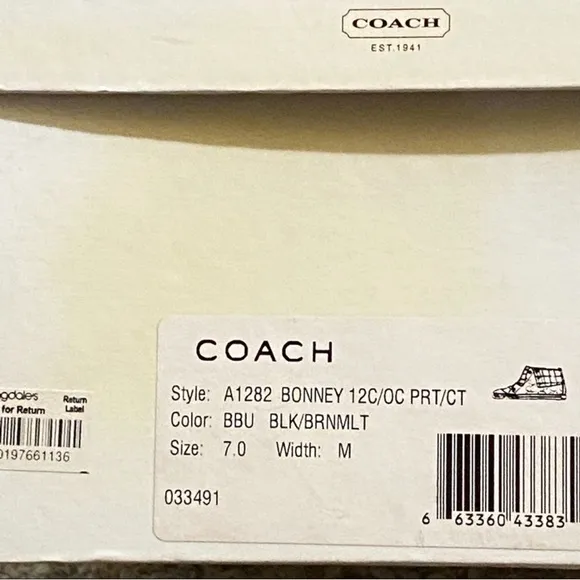 COACH
EST.1941
COACH
Style: A1282 BONNEY 12C/OC PRT/CT
Color: BBU BLK/BRNMLT
Size: 7.0 Width: M
033491
6 63360 43383
gdales
Return
for Return Label
0197661136